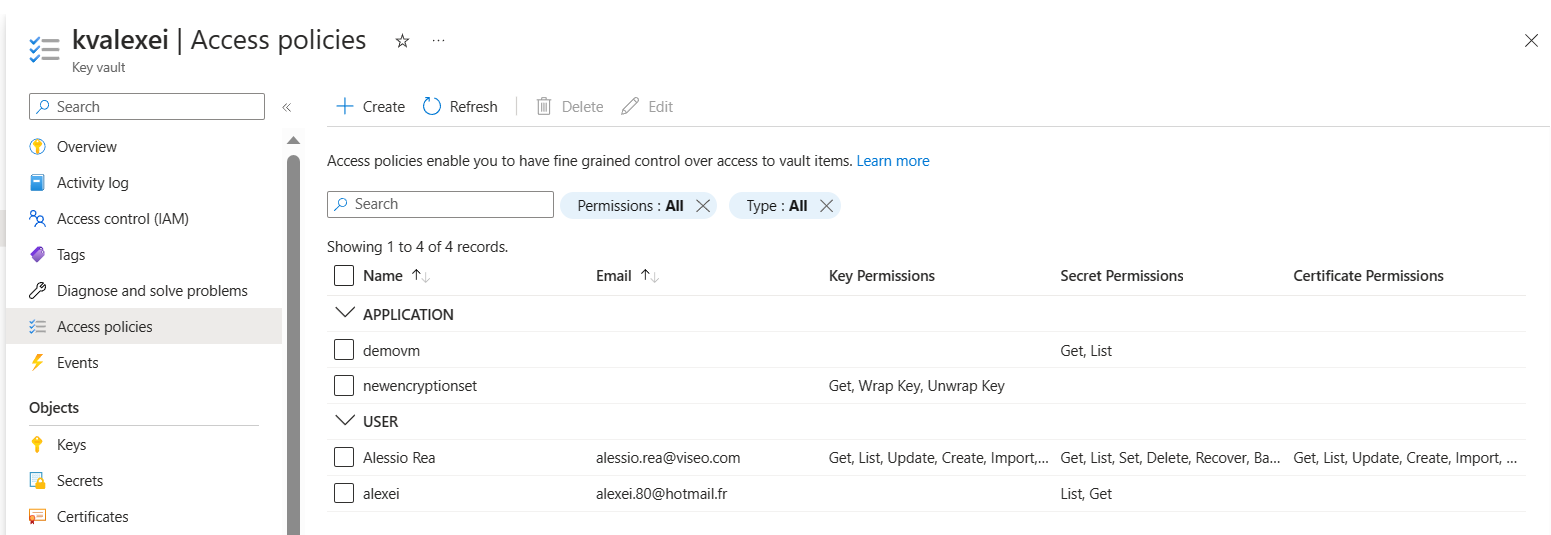 kvalexei | Access policies
Key vault
Search
Overview
Activity log
Access control (IAM)
Tags
Diagnose and solve problems
Access policies
Events
Objects
Keys
Secrets
Certificates
Create Refresh Delete Edit
Access policies enable you to have fine grained control over access to vault items. Learn more
Search Permissions : All Type : All
Showing 1 to 4 of 4 records.
Name Email Key Permissions Secret Permissions Certificate Permissions
APPLICATION
demovm Get, List
newencryptionset Get, Wrap Key, Unwrap Key
USER
Alessio Rea alessio.rea@viseo.com Get, List, Update, Create, Import,... Get, List, Set, Delete, Recover, Ba... Get, List, Update, Create, Import, ...
alexei alexei.80@hotmail.fr List, Get